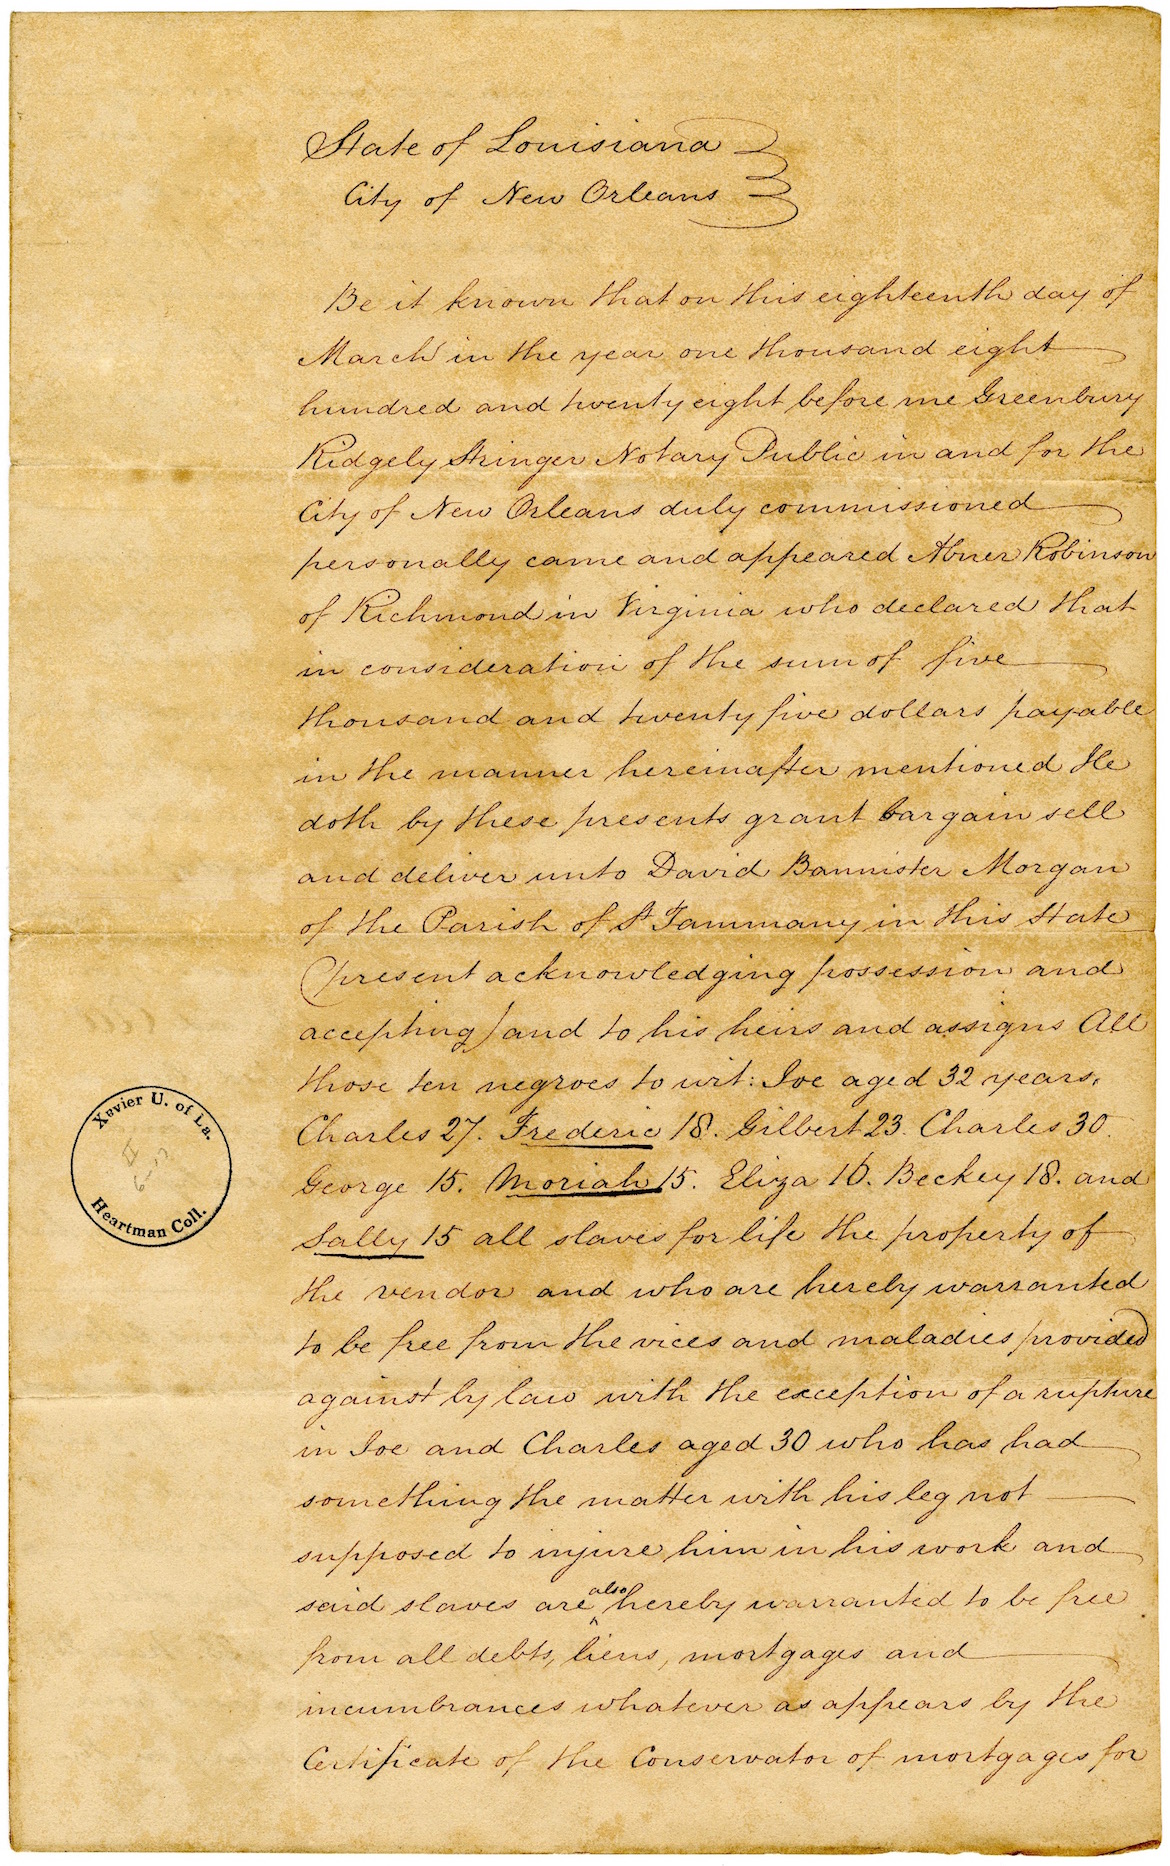 State of Louisiana
City of New Orleans
Be it known that on this eighteenth day of
March in the year one thousand eight
hundred and twenty eight before me Greenbury
Ridgely Stringer Notary Public in and for the
City of New Orleans duly commissioned
personally came and appeared Abner Robinson
of Richmond in Virginia who declared that
in consideration of the sum of five
thousand and twenty five dollars payable
in the manner hereinafter mentioned He
doth by these presents grant bargain sell
and deliver unto David Bannister Morgan
of the Parish of St Tammany in this State
(present acknowledging possession and
accepting) and to his heirs and assigns All
those ten negroes to wit: Joe aged 32 years.
Charles 27. Frederic 18. Gilbert 23. Charles 30.
George 15. Moriah 15. Eliza 16. Beckey 18. and
Sally 15 all slaves for life the property of
the vendor and who are hereby warranted
to be free from the vices and maladies provided
against by law with the exception of a rupture
in Joe and Charles aged 30 who has had
something the matter with his leg not
supposed to injure him in his work and
said slaves are also hereby warranted to be free
from all debts, liens, mortgages and
incumbrances whatever as appears by the
Certificate of the Conservator of mortgages for
Xavier U. of La.
Heartman Coll.